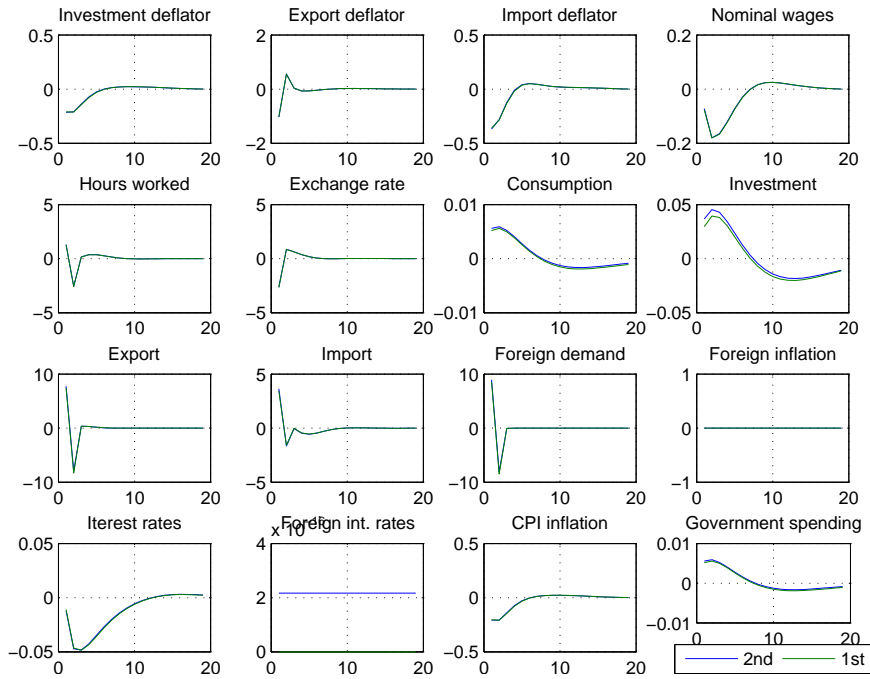 Investment deflator Export deflator Import deflator Nominal wages
0.5 2 0.5 0.2
0 0 0 0
−0.5 −2 −0.5 −0.2
0 10 20 0 10 20 0 10 20 0 10 20
Hours worked Exchange rate Consumption Investment
5 5 0.01 0.05
0 0 0 0
−5 −5 −0.01 −0.05
0 10 20 0 10 20 0 10 20 0 10 20
Export Import Foreign demand Foreign inflation
10 5 10 1
0 0 0 0
−10 −5 −10 −1
0 10 20 0 10 20 0 10 20 0 10 20
Iterest rates x 10 Foreign int. rates CPI inflation Government spending
0.05 4 0.5 0.01
0 2 0 0
−0.05 0 −0.5 −0.01
0 10 20 0 10 20 0 10 20 0 10 20
2nd 1st